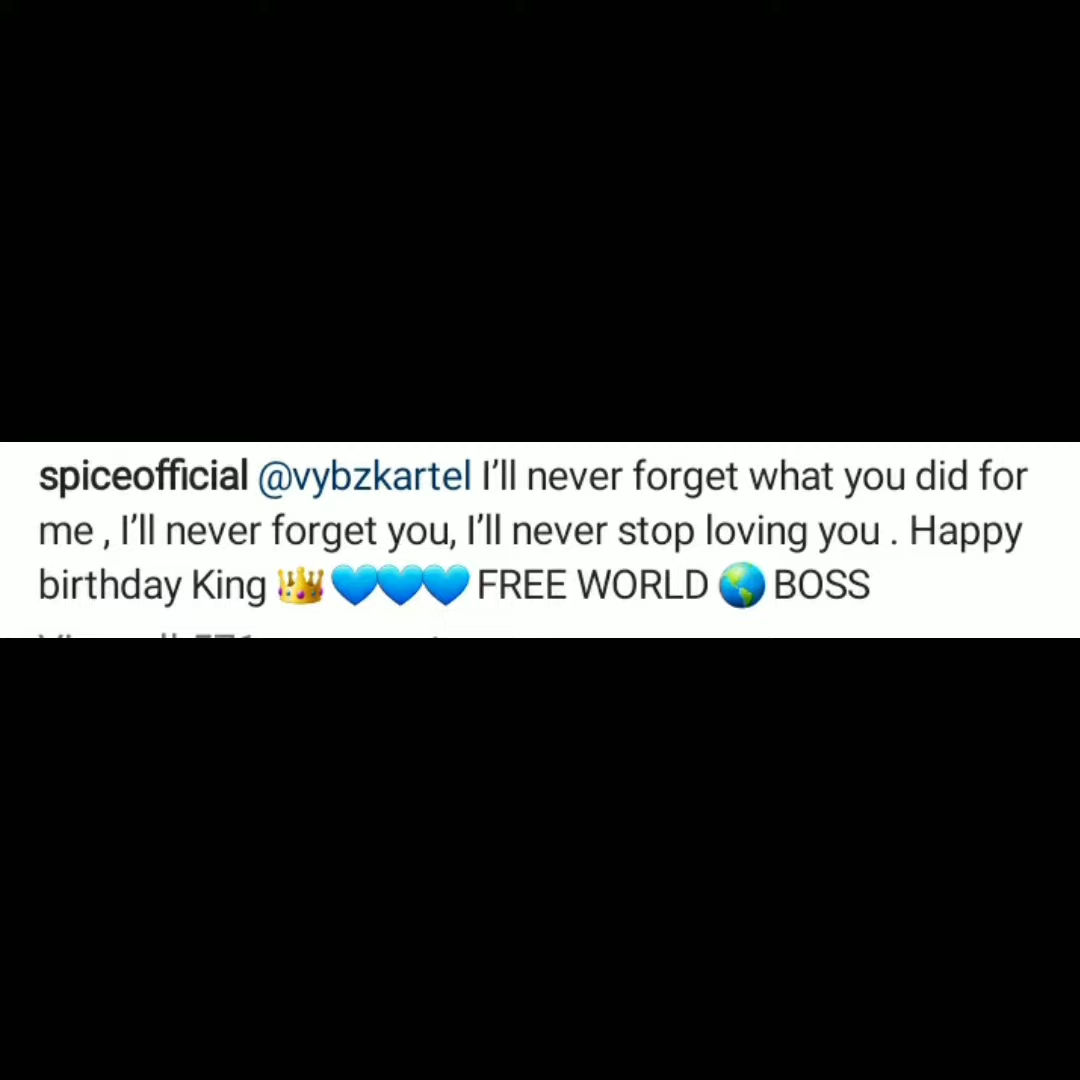 spiceofficial @vybzkartel I’ll never forget what you did for
me , I’ll never forget you, I’ll never stop loving you . Happy
birthday King 👑💙💙💙 FREE WORLD 🌎 BOSS